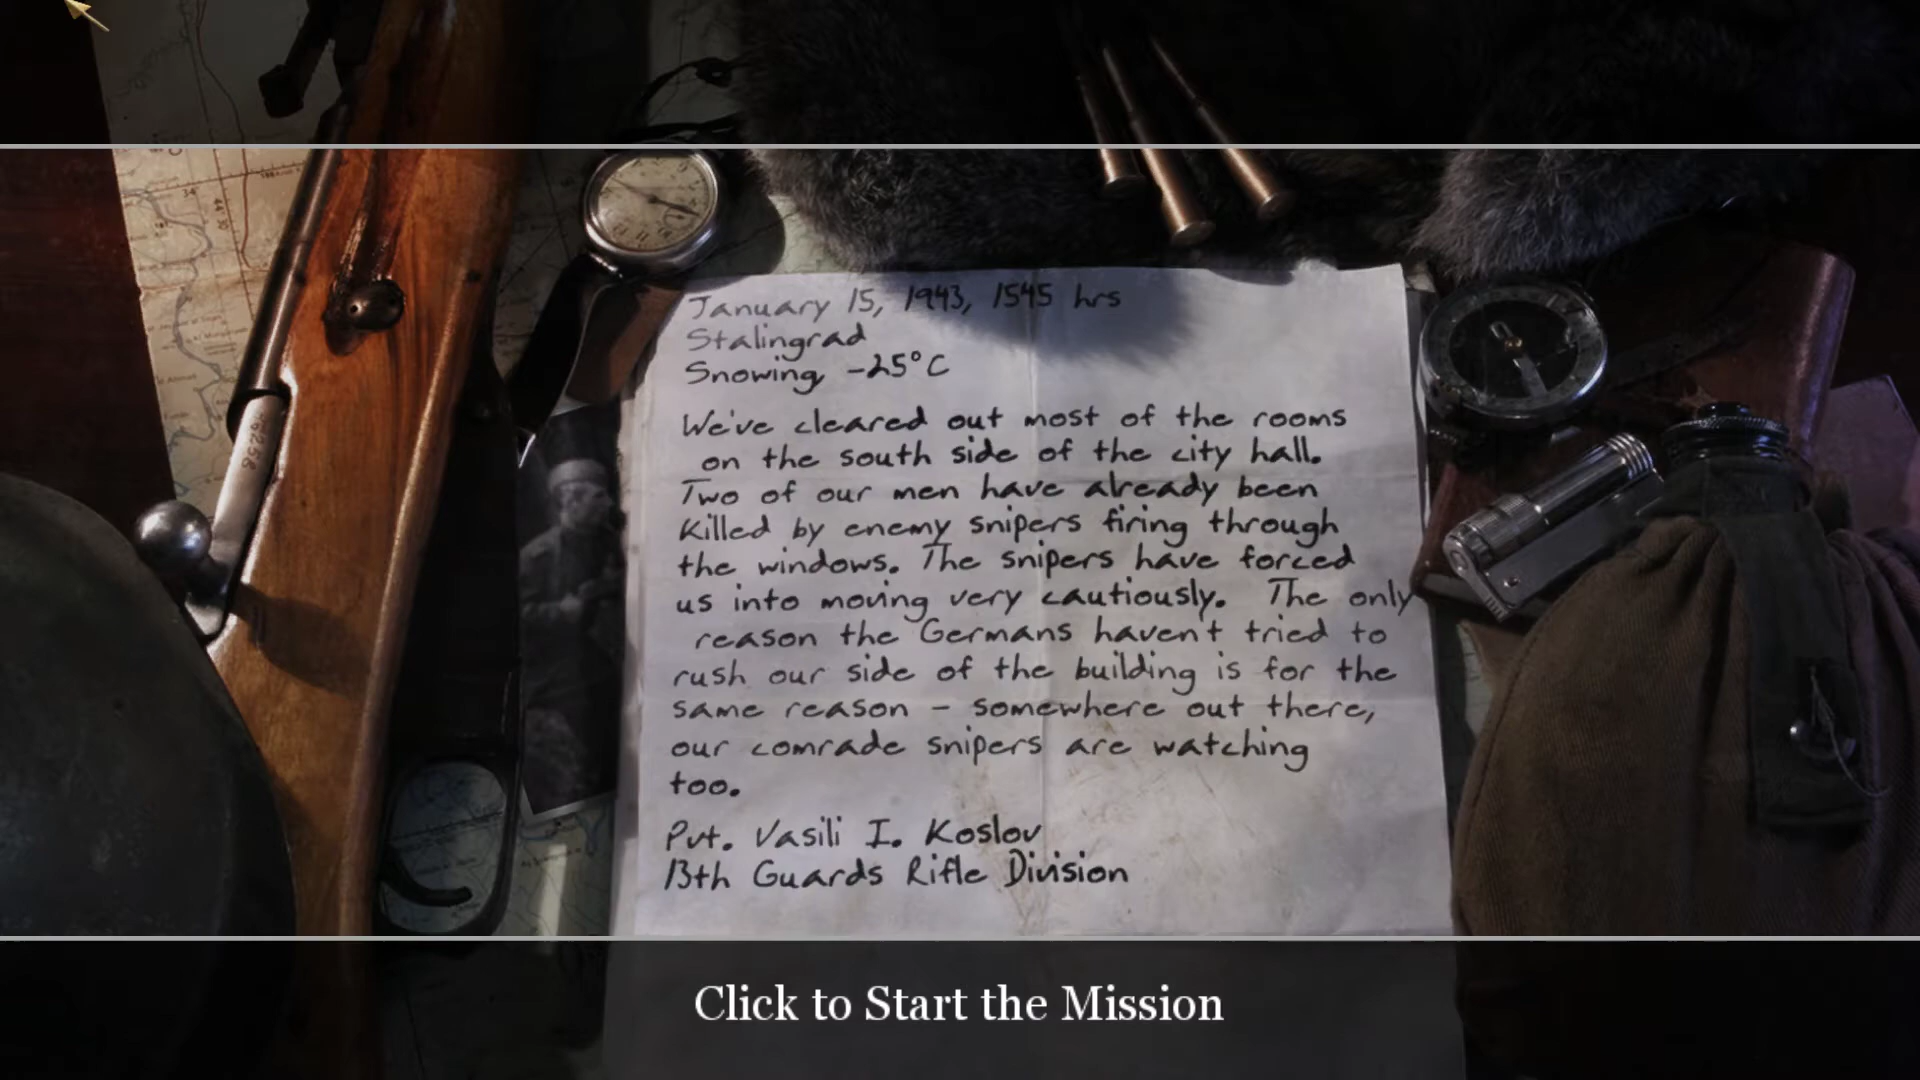 January 15, 1943, 1545 hrs
Stalingrad
Snowing, -25°C
We've cleared out most of the rooms
on the south side of the city hall.
Two of our men have already been
killed by enemy snipers firing through
the windows. The snipers have forced
us into moving very cautiously. The only
reason the Germans haven't tried to
rush our side of the building is for the
same reason - somewhere out there,
our comrade snipers are watching
too.
Pvt. Vasili I. Koslov
13th Guards Rifle Division
Click to Start the Mission